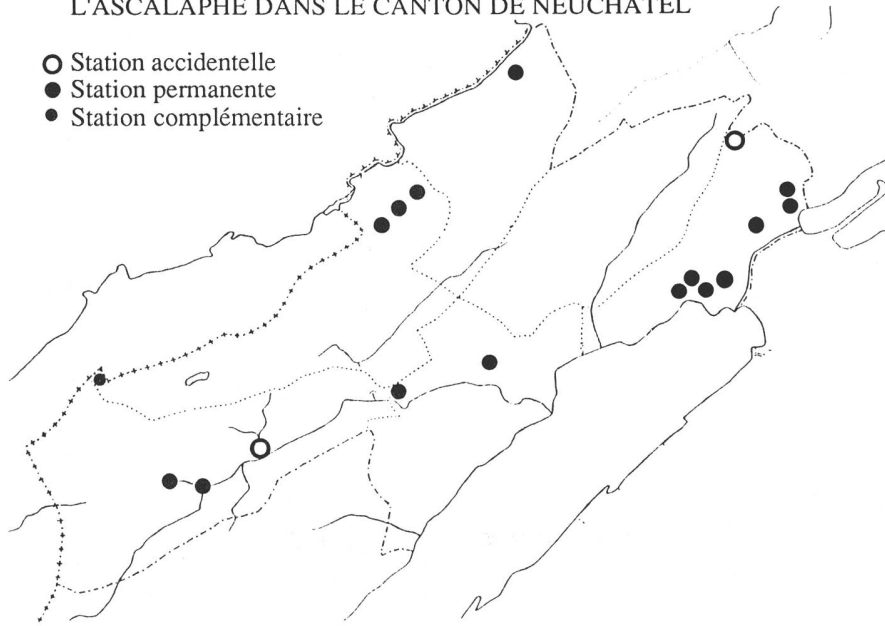 L'ASCALAPHE DANS LE CANTON DE NEUCHÂTEL
Station accidentelle
Station permanente
Station complémentaire